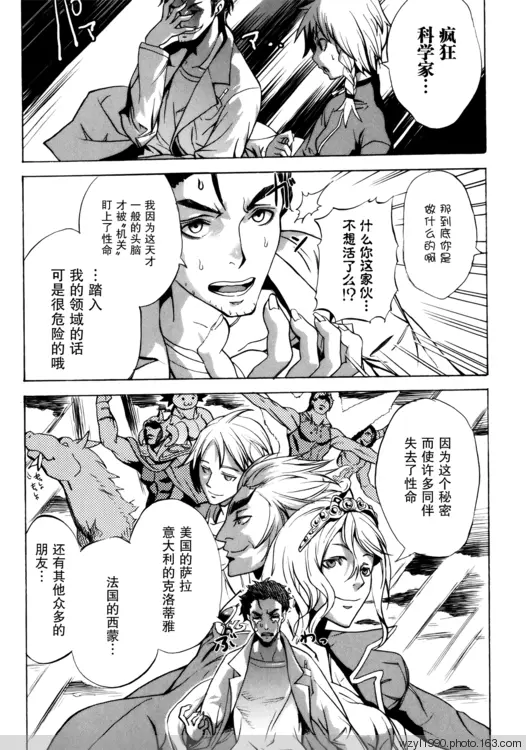 疯狂
科学家…
那到底你是
做什么的啊
什么你这家伙…
不想活了么!?
我因为这天才
一般的头脑
才被“机关”
盯上了性命
…踏入
我的领域的话
可是很危险的哦
因为这个秘密
而使许多同伴
失去了性命
美国的萨拉
意大利的克洛蒂雅
法国的西蒙…
还有其他众多的
朋友…
わっ
yzyl1990.photo.163.com